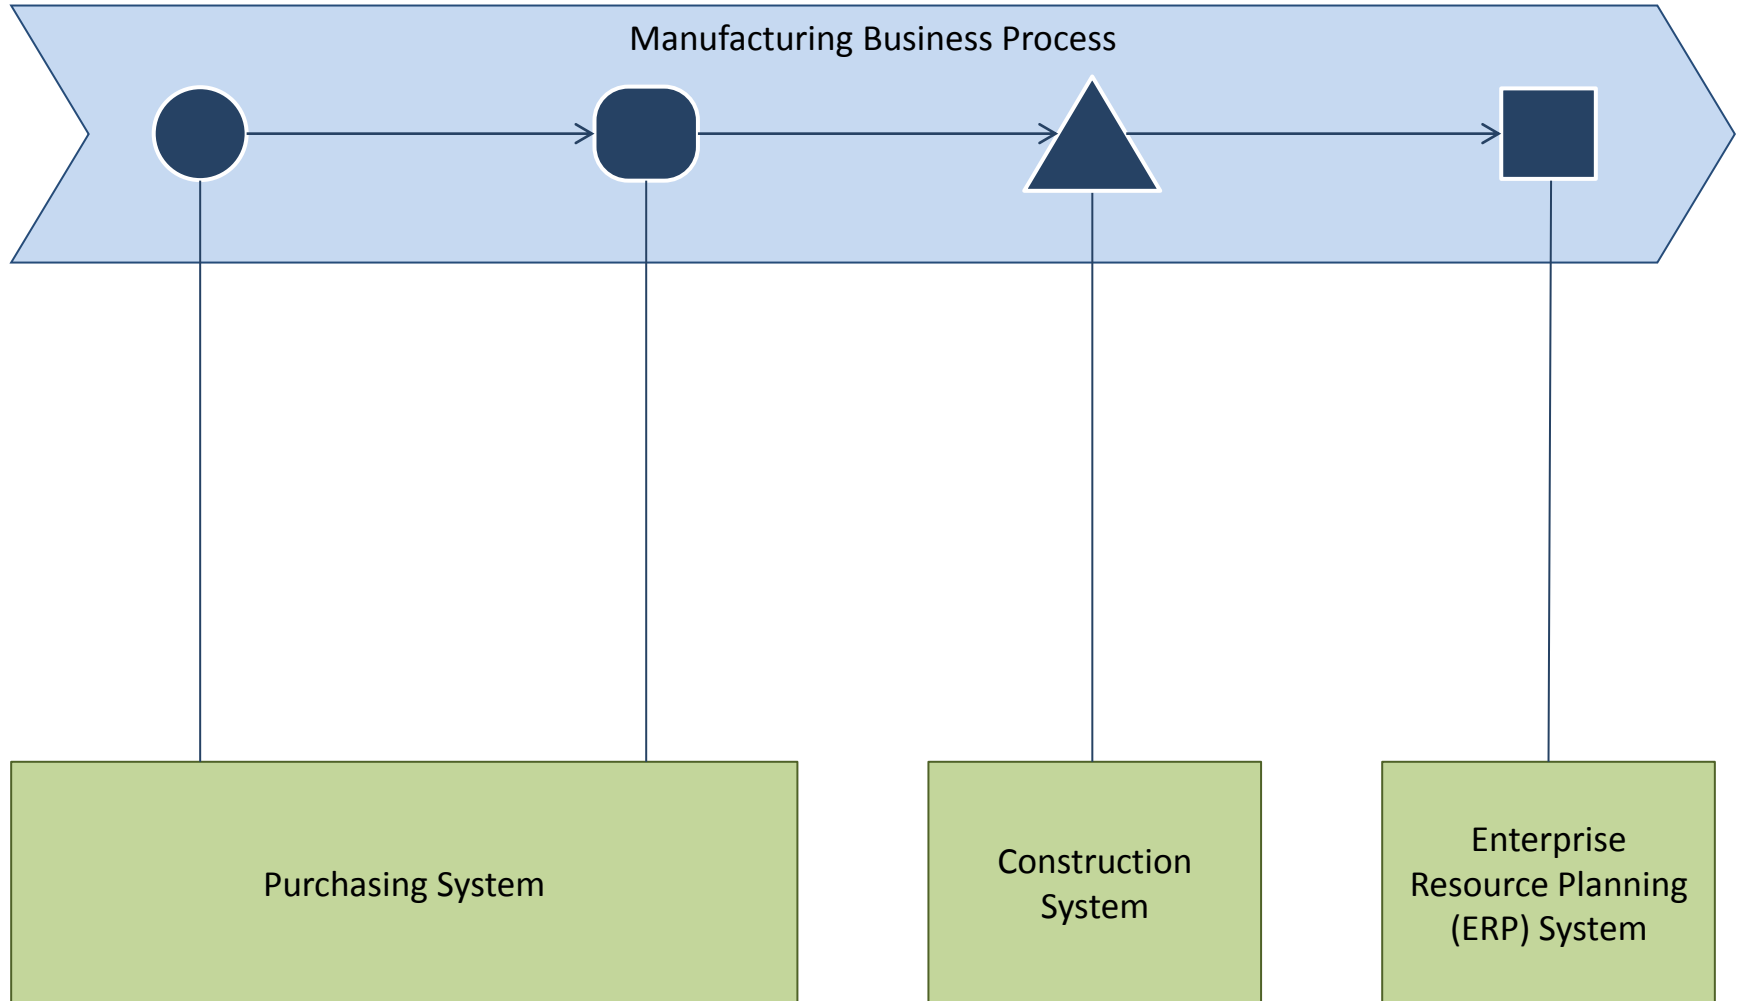 Manufacturing Business Process
Purchasing System
Construction
System
Enterprise
Resource Planning
(ERP) System